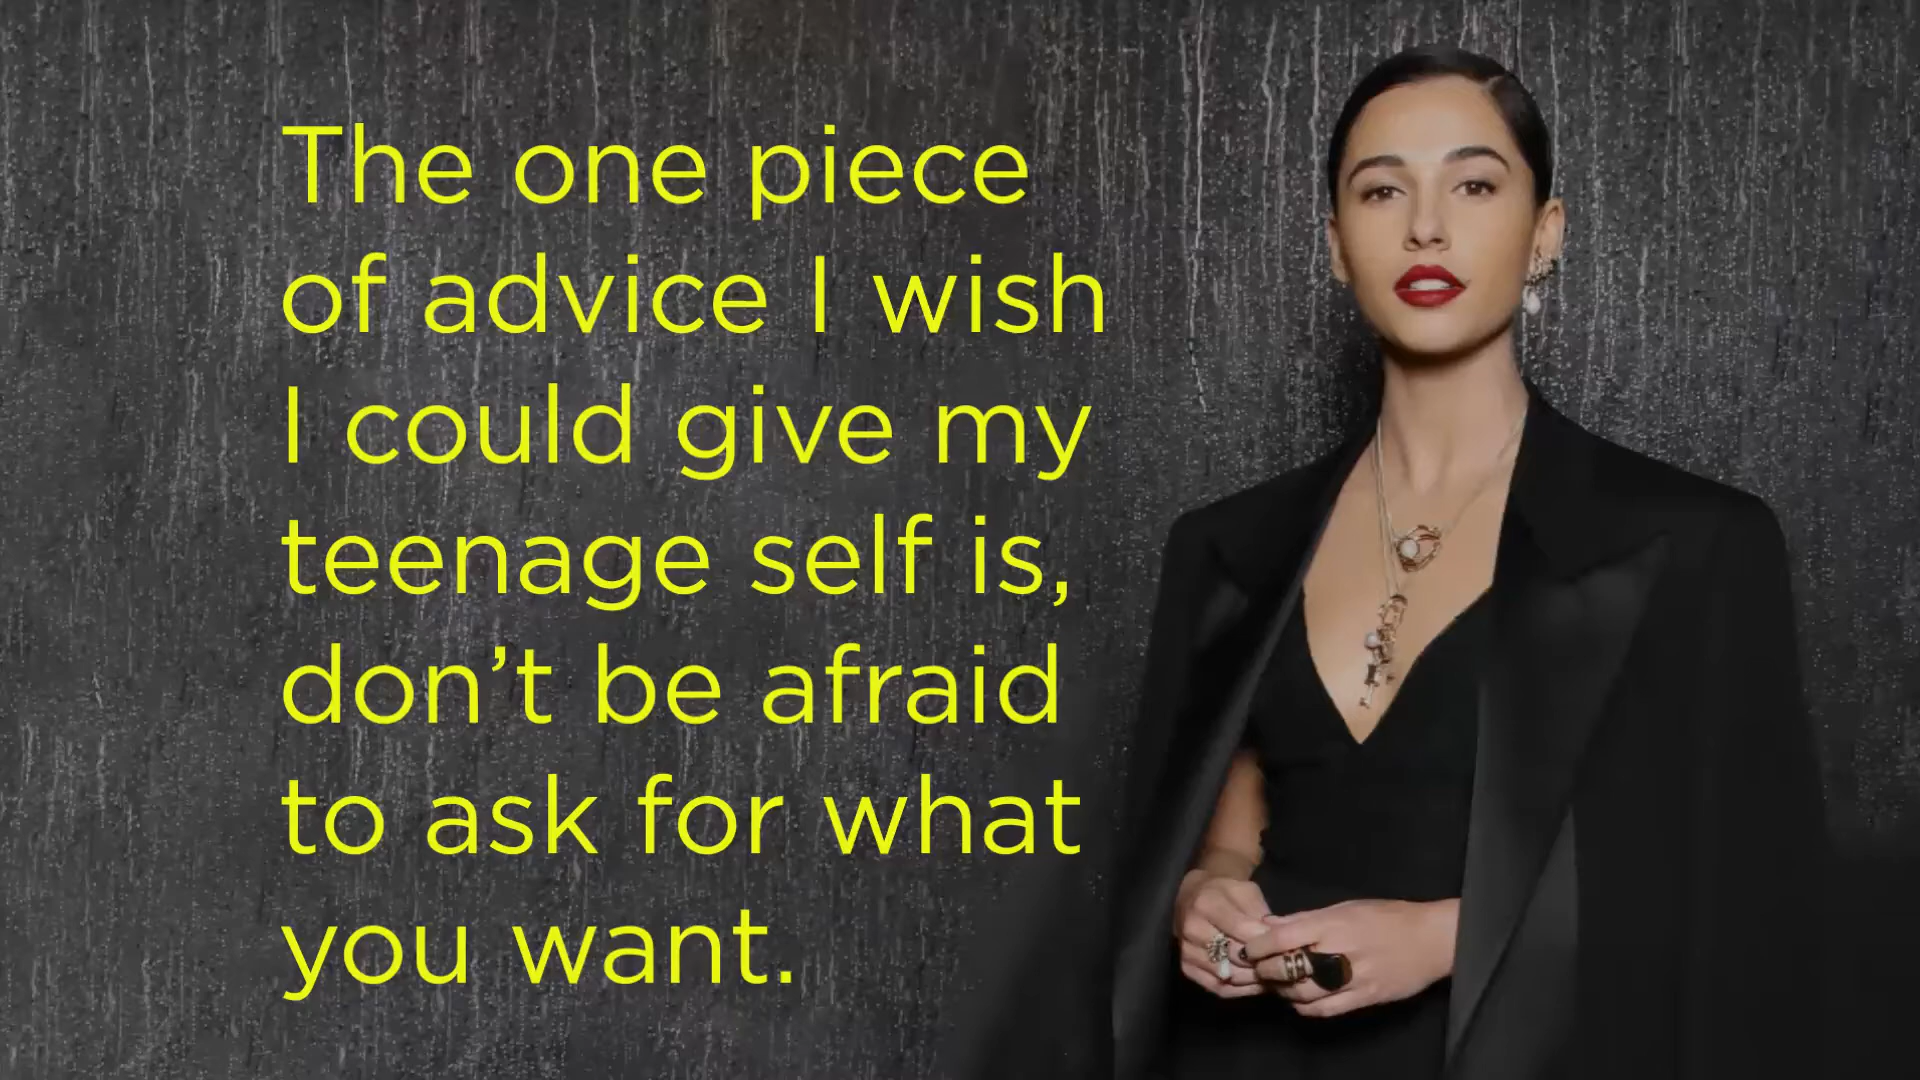 The one piece
of advice I wish
I could give my
teenage self is,
don’t be afraid
to ask for what
you want.